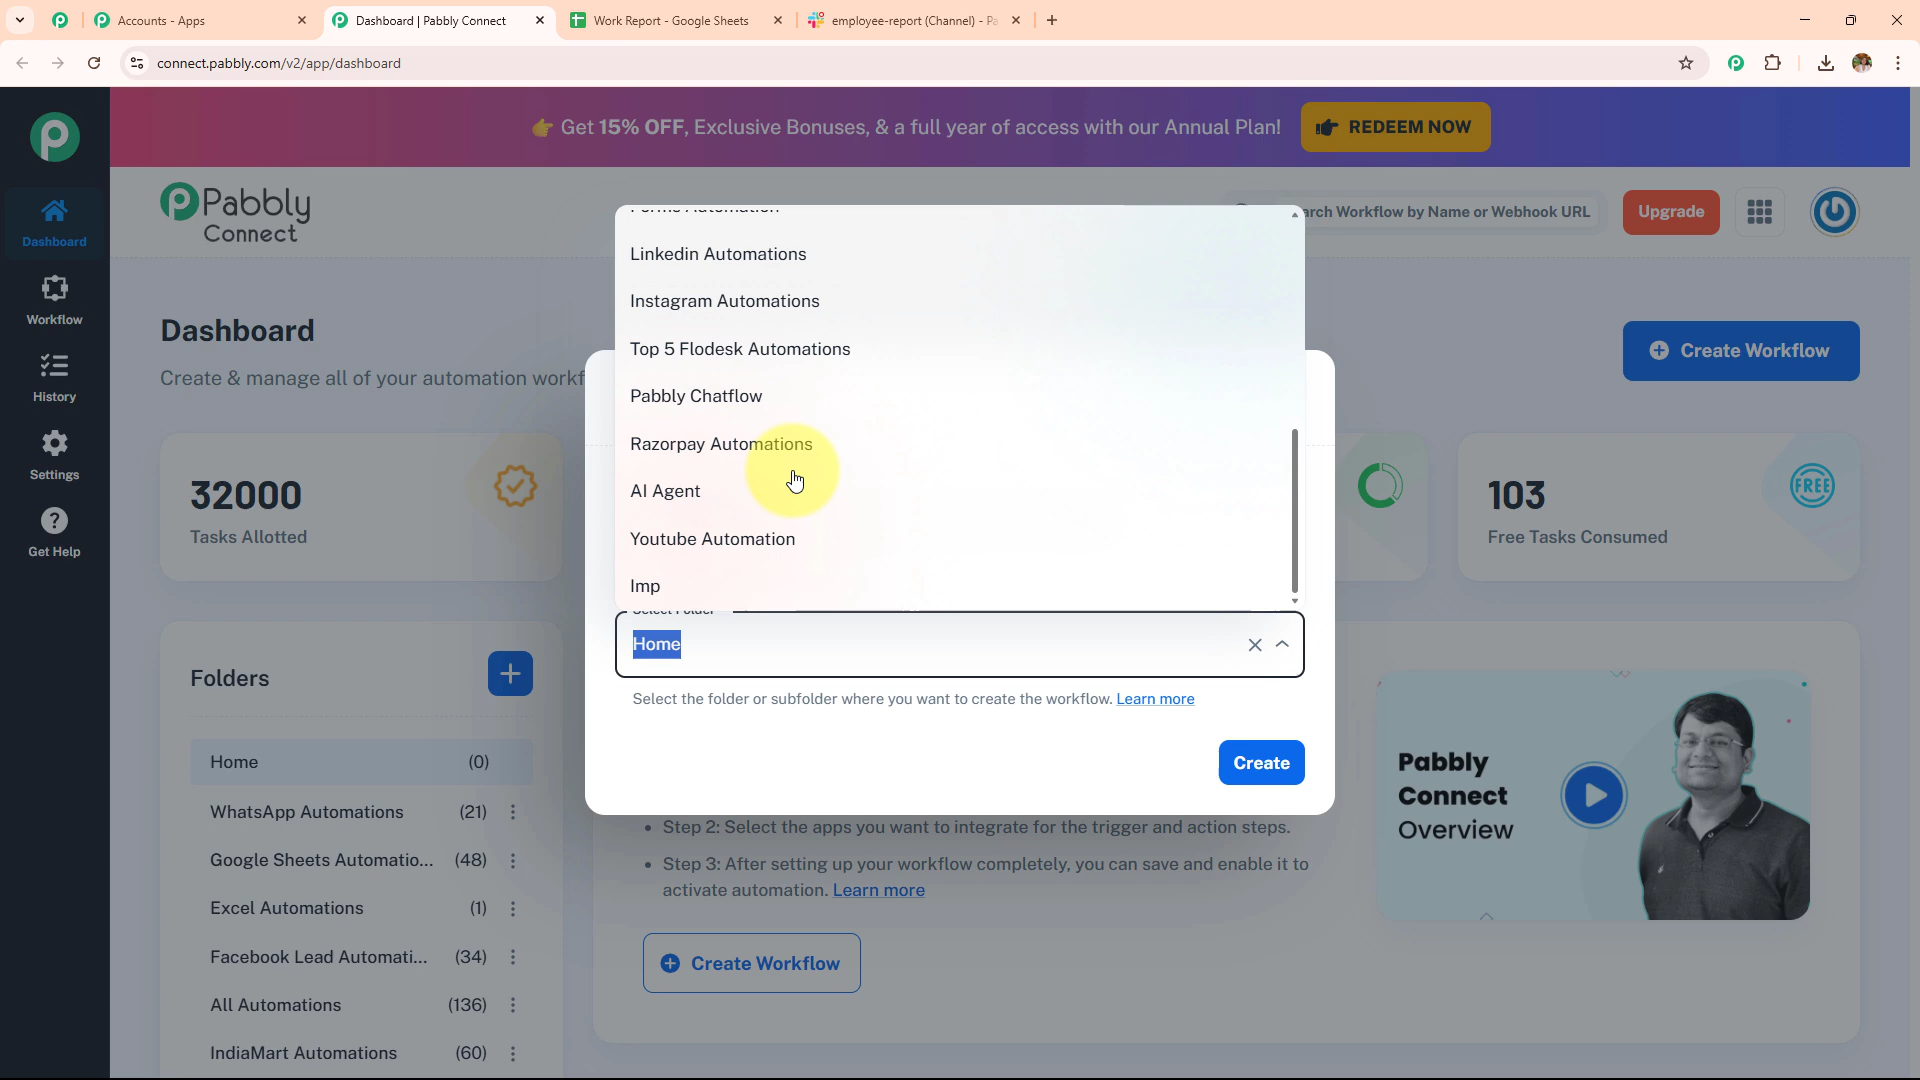 Accounts - Apps
Dashboard | Pabbly Connect
Work Report - Google Sheets
employee-report (Channel) - Pa
connect.pabbly.com/v2/app/dashboard
👉 Get 15% OFF, Exclusive Bonuses, & a full year of access with our Annual Plan!
REDEEM NOW
Pabbly
Connect
arch Workflow by Name or Webhook URL
Upgrade
Dashboard
Workflow
History
Settings
Get Help
Dashboard
Create & manage all of your automation workf
Create Workflow
32000
Tasks Allotted
103
Free Tasks Consumed
FREE
Linkedin Automations
Instagram Automations
Top 5 Flodesk Automations
Pabbly Chatflow
Razorpay Automations
AI Agent
Youtube Automation
Imp
Select Folder
Home
Select the folder or subfolder where you want to create the workflow. Learn more
Create
Folders
Home (0)
WhatsApp Automations (21)
Google Sheets Automatio... (48)
Excel Automations (1)
Facebook Lead Automati... (34)
All Automations (136)
IndiaMart Automations (60)
• Step 2: Select the apps you want to integrate for the trigger and action steps.
• Step 3: After setting up your workflow completely, you can save and enable it to
activate automation. Learn more
Create Workflow
Pabbly
Connect
Overview